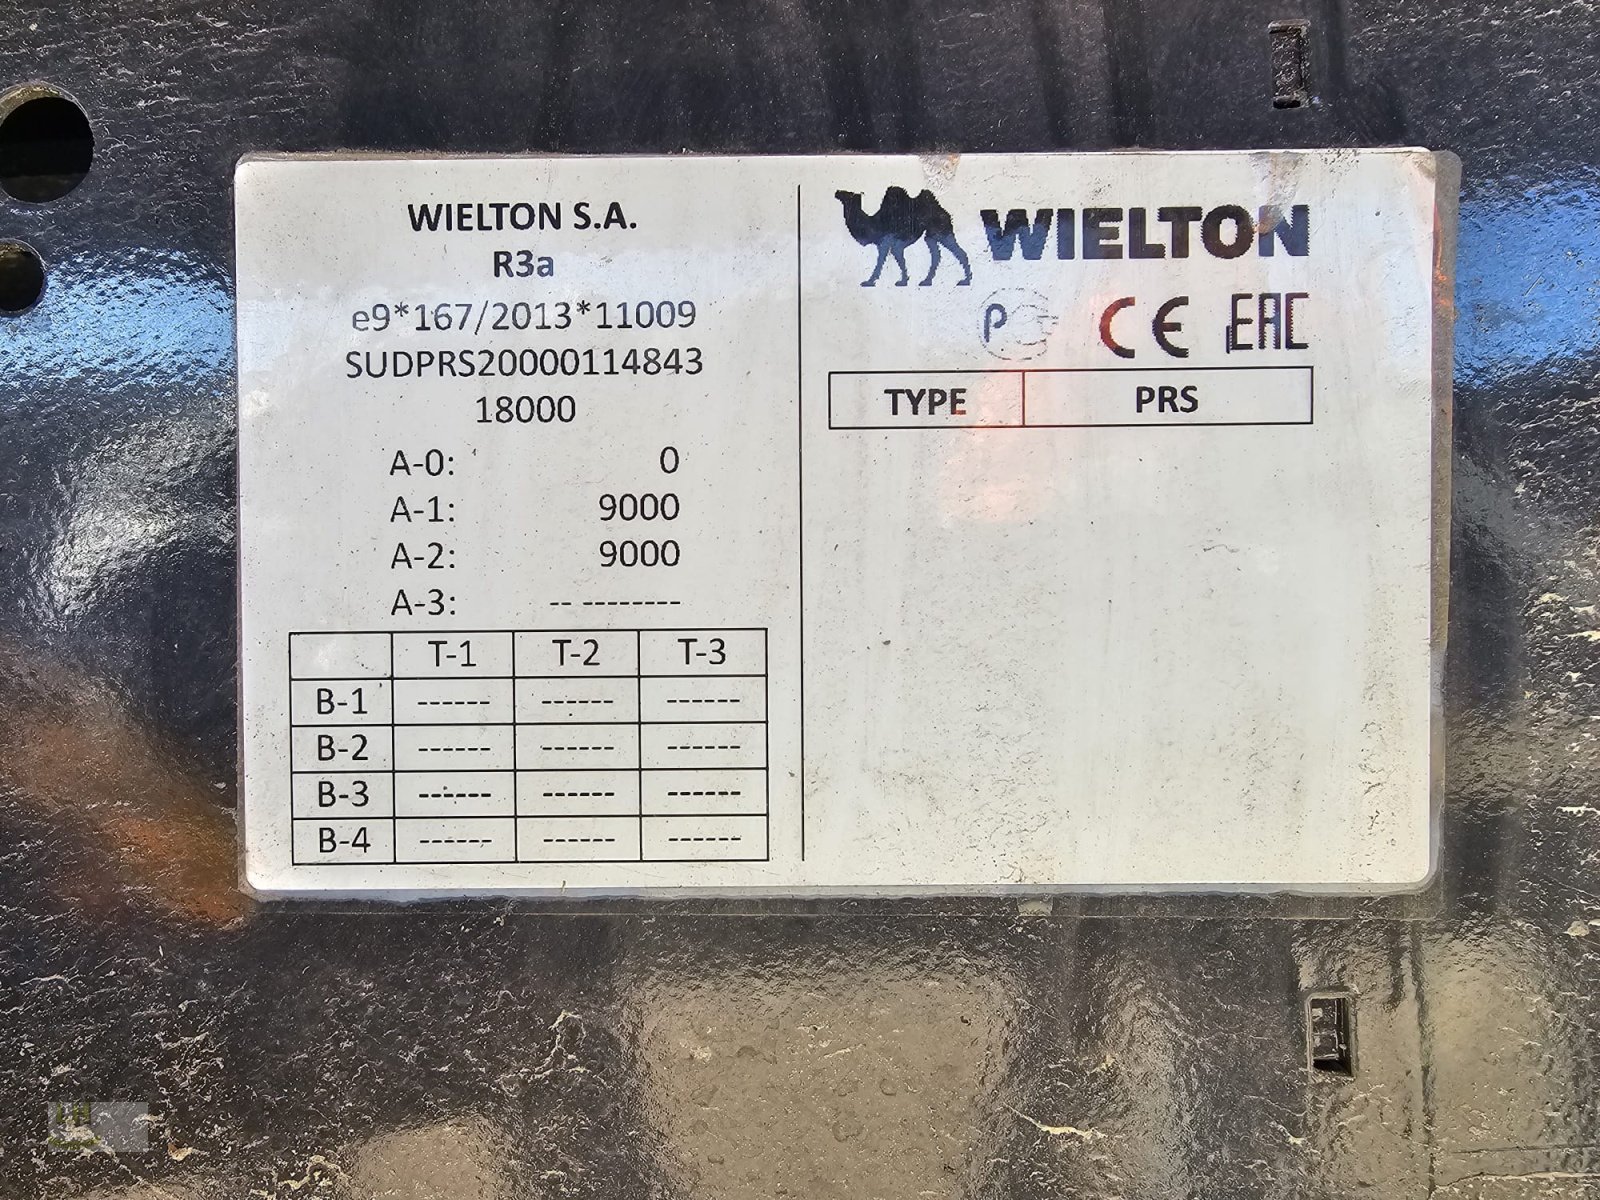 WIELTON S.A.
R3a
e9*167/2013*11009
SUDPRS20000114843
18000
A-0: 0
A-1: 9000
A-2: 9000
A-3: -- --------
T-1 T-2 T-3
B-1 ------ ------ ------
B-2 ------ ------ ------
B-3 ------ ------ ------
B-4 ------ ------ ------
WIELTON
P CE EAC
TYPE PRS